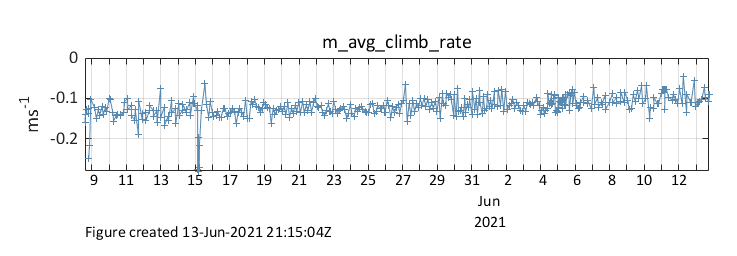 m_avg_climb_rate
0
-0.1
-0.2
ms-1
9 11 13 15 17 19 21 23 25 27 29 31 2 4 6 8 10 12
Jun
2021
Figure created 13-Jun-2021 21:15:04Z